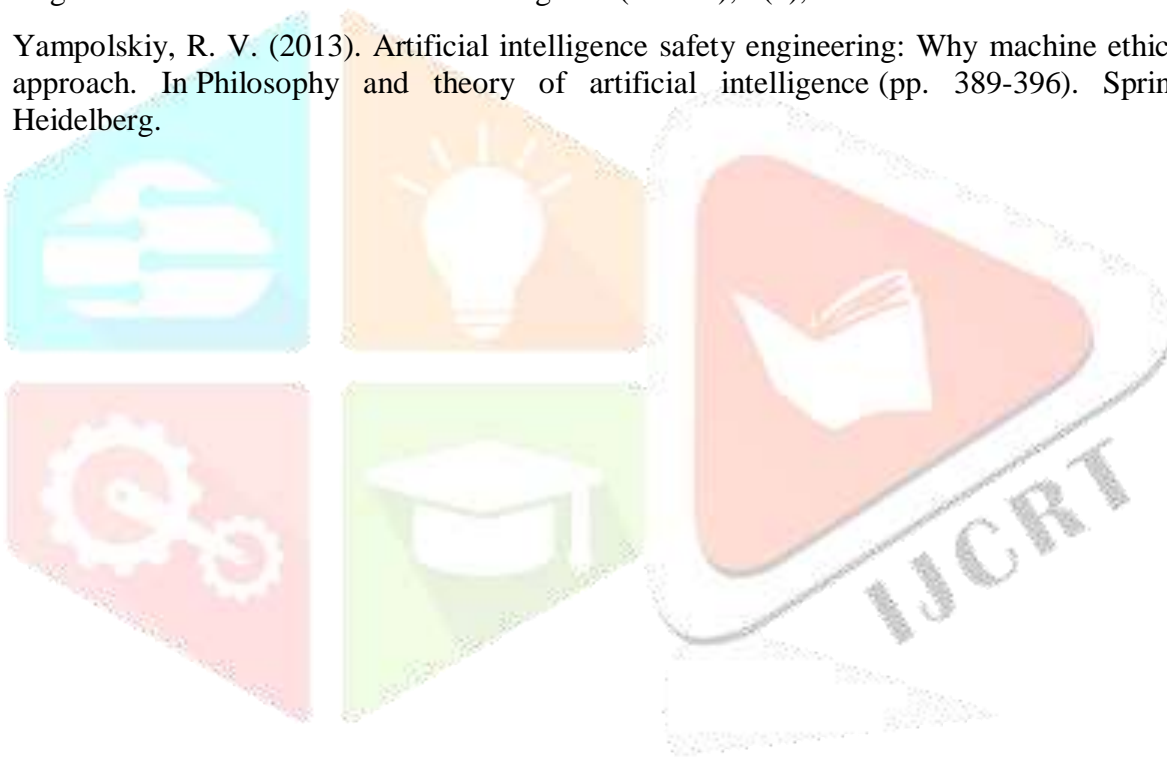 Yampolskiy, R. V. (2013). Artificial intelligence safety engineering: Why machine ethic
approach. In Philosophy and theory of artificial intelligence (pp. 389-396). Sprin
Heidelberg.
IJCRT